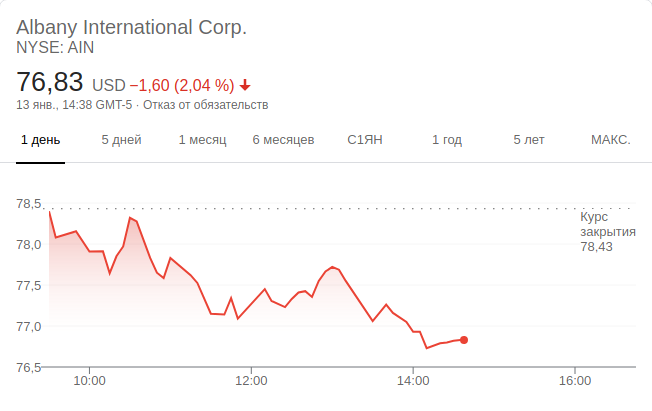 Albany International Corp.
NYSE: AIN
76,83 USD −1,60 (2,04 %)
13 янв., 14:38 GMT-5 · Отказ от обязательств
1 день 5 дней 1 месяц 6 месяцев С1ЯН 1 год 5 лет МАКС.
78,5
Курс
закрытия
78,43
78,0
77,5
77,0
76,5
10:00 12:00 14:00 16:00